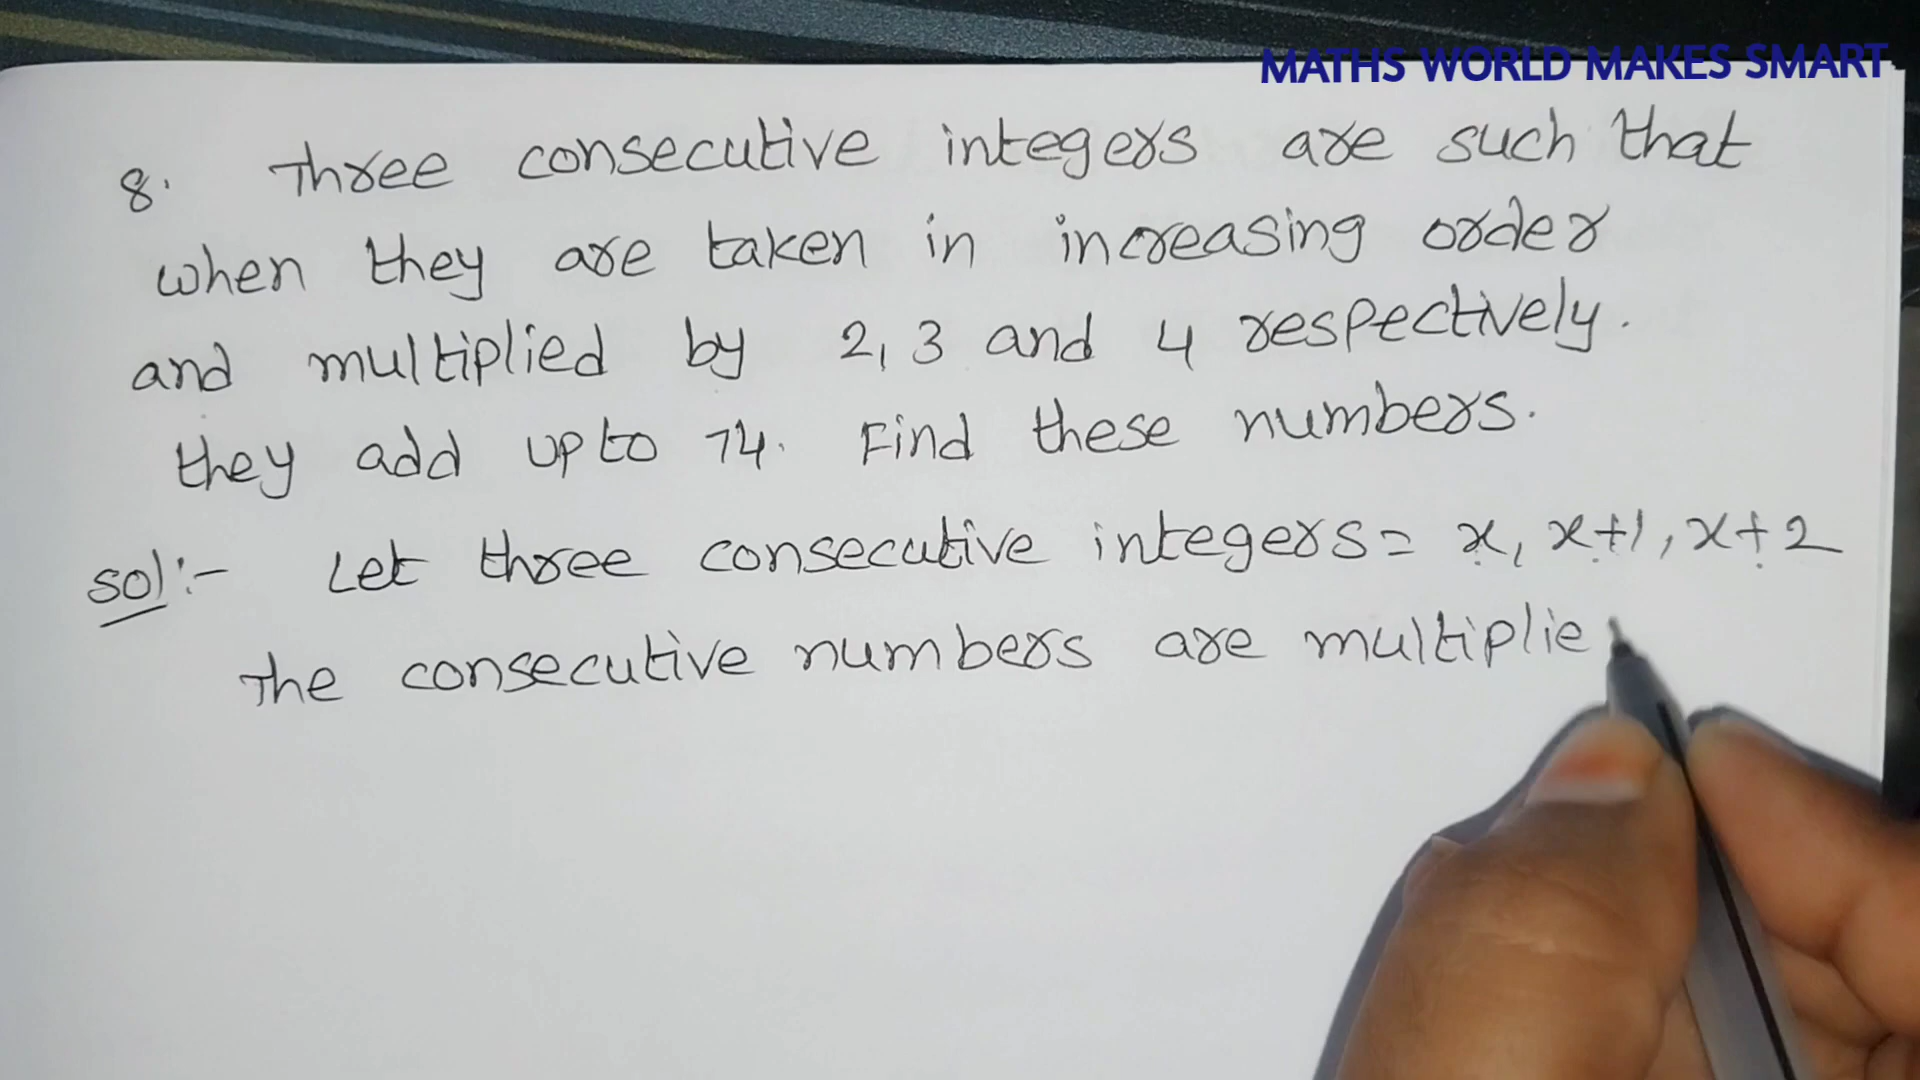 MATHS WORLD MAKES SMART
8. Three consecutive integers are such that
when they are taken in increasing order
and multiplied by 2, 3 and 4 respectively.
they add up to 74. Find these numbers.
sol:- Let three consecutive integers = x, x+1, x+2
The consecutive numbers are multiplie